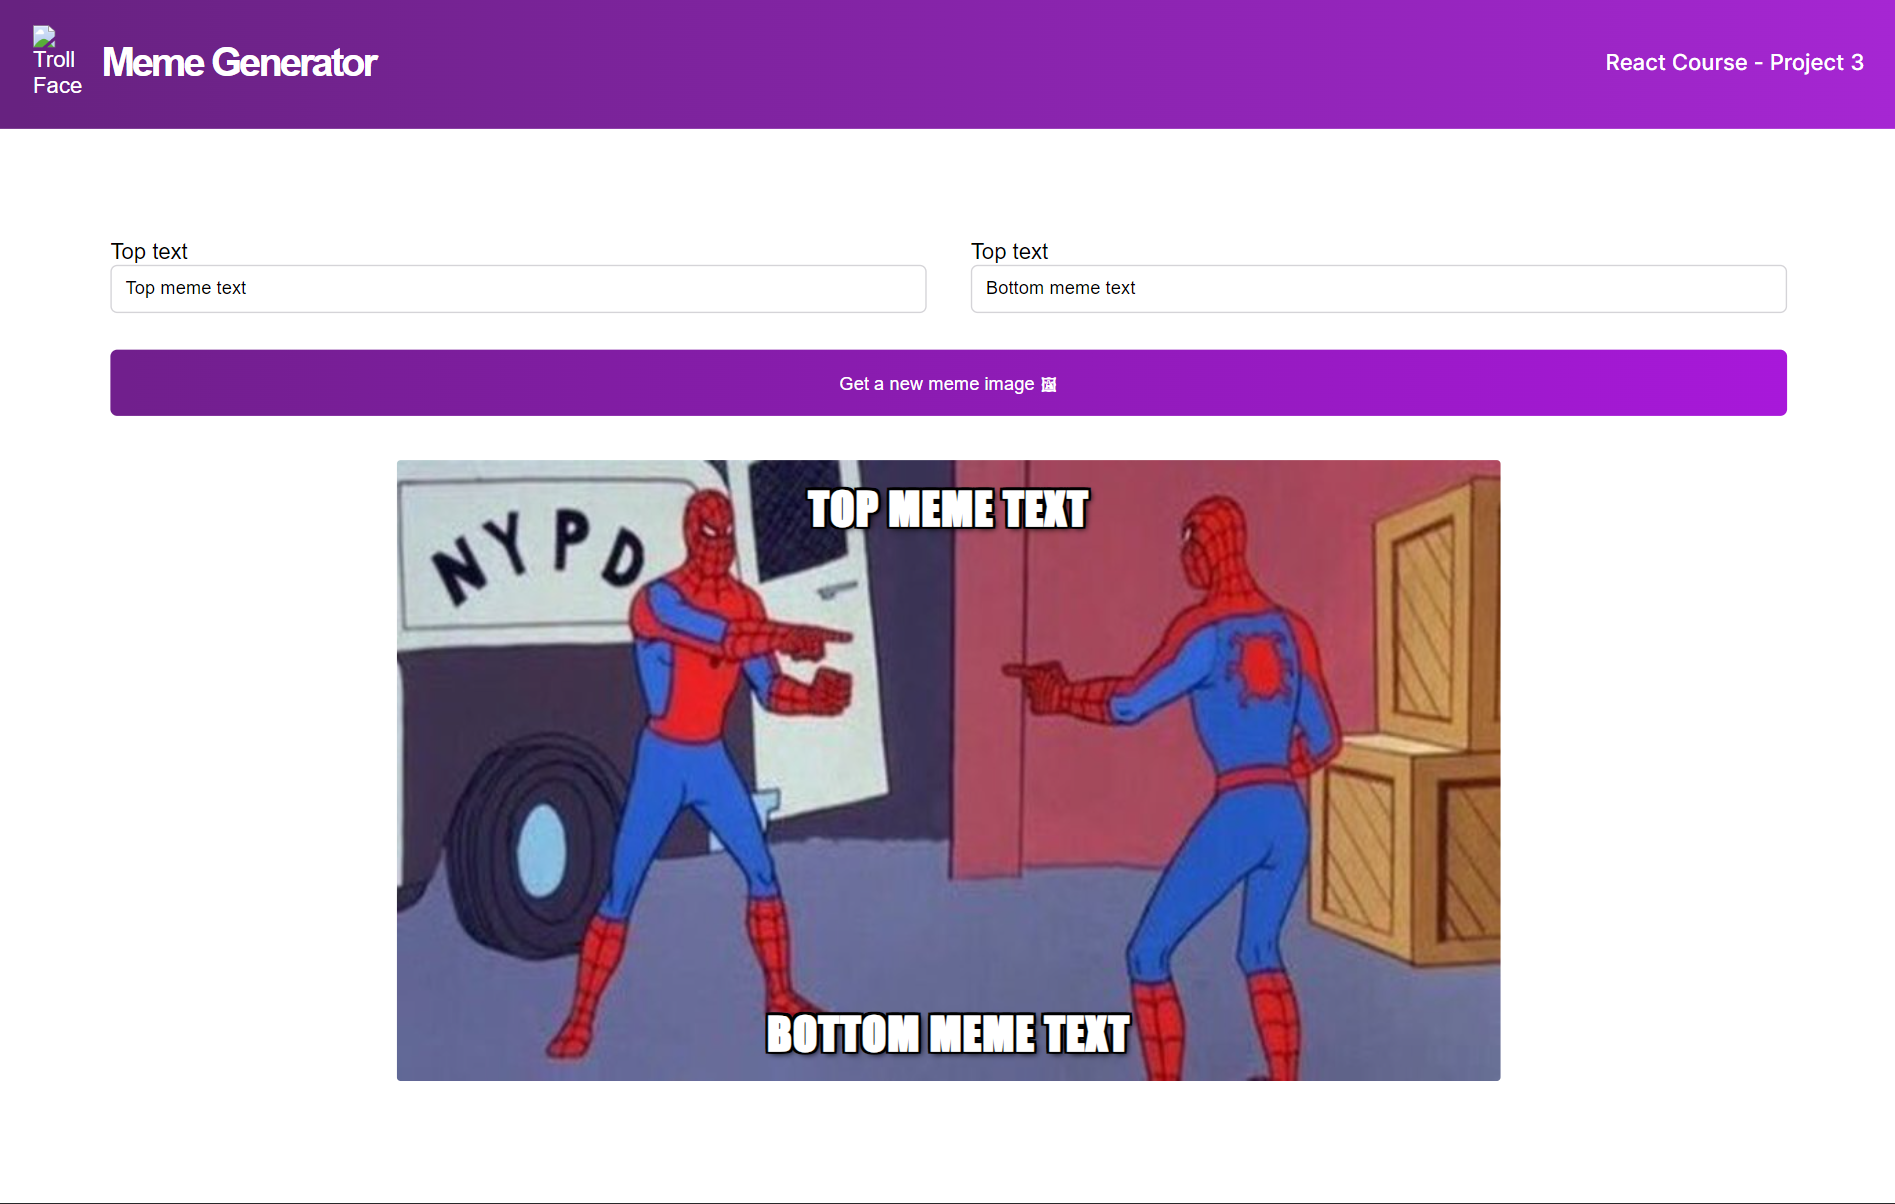 Troll
Face
Meme Generator
React Course - Project 3
Top text
Top text
Top meme text
Bottom meme text
Get a new meme image 🖼
TOP MEME TEXT
NYPD
BOTTOM MEME TEXT